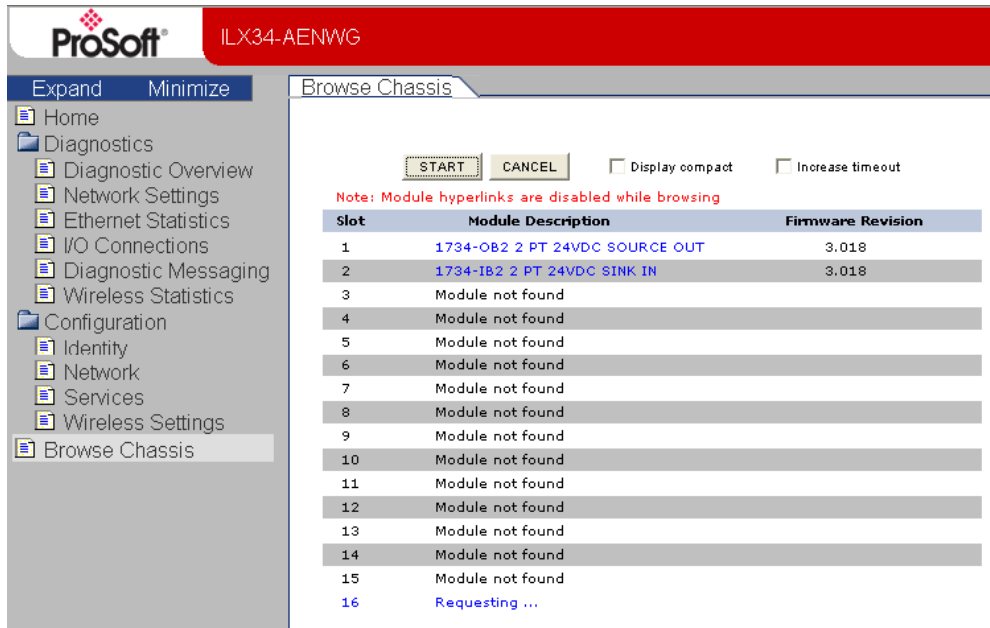 ProSoft®
ILX34-AENWG
Expand Minimize
Home
Diagnostics
Diagnostic Overview
Network Settings
Ethernet Statistics
I/O Connections
Diagnostic Messaging
Wireless Statistics
Configuration
Identity
Network
Services
Wireless Settings
Browse Chassis
Browse Chassis
START CANCEL Display compact Increase timeout
Note: Module hyperlinks are disabled while browsing
Slot Module Description Firmware Revision
1 1734-OB2 2 PT 24VDC SOURCE OUT 3.018
2 1734-IB2 2 PT 24VDC SINK IN 3.018
3 Module not found
4 Module not found
5 Module not found
6 Module not found
7 Module not found
8 Module not found
9 Module not found
10 Module not found
11 Module not found
12 Module not found
13 Module not found
14 Module not found
15 Module not found
16 Requesting ...